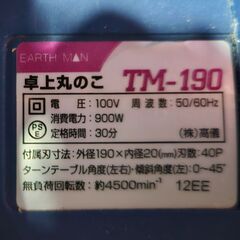 EARTH MAN
卓上丸のこ TM-190
電圧：100V 周波数：50/60Hz
消費電力：900W
PSE
定格時間：30分 (株)高儀
付属刃寸法：外径190×内径20(mm)刃数：40P
ターンテーブル角度(左右)・傾斜角度(左)：0〜45°
無負荷回転数：約4500min⁻¹ 12EE